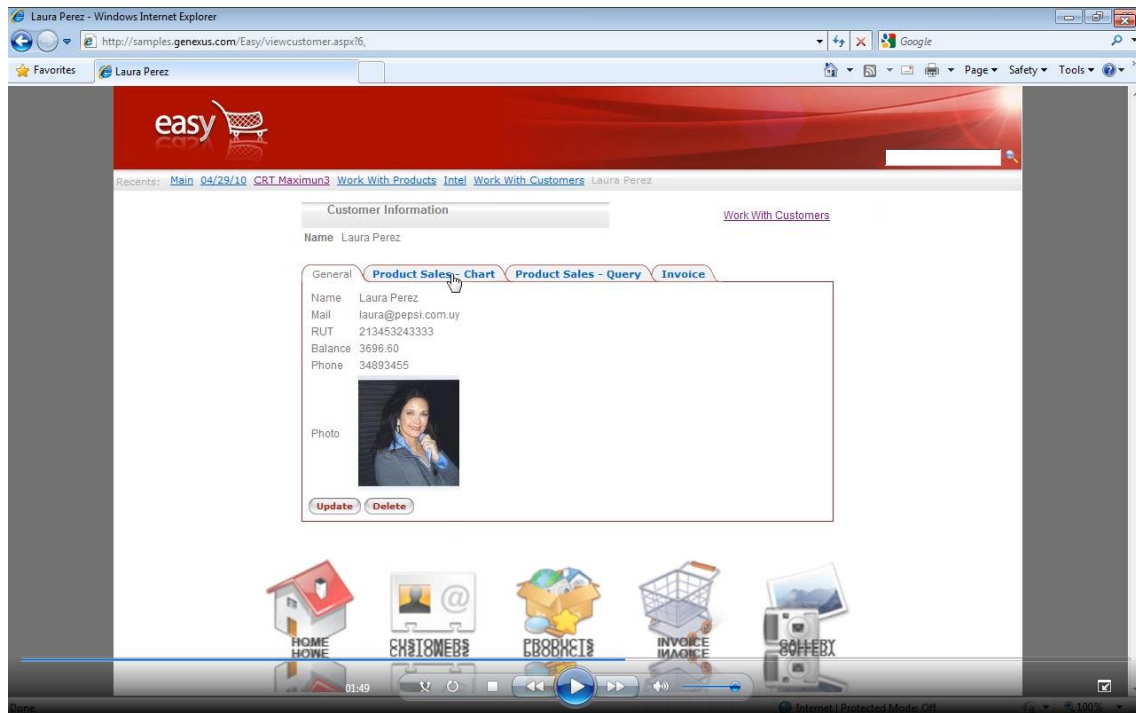 Laura Perez - Windows Internet Explorer
http://samples.genexus.com/Easy/viewcustomer.aspx?6,
Google
Favorites Laura Perez Page Safety Tools
easy
Recents: Main 04/29/10 CRT Maximun3 Work With Products Intel Work With Customers Laura Perez
Customer Information
Work With Customers
Name Laura Perez
General Product Sales - Chart Product Sales - Query Invoice
Name Laura Perez
Mail laura@pepsi.com.uy
RUT 213453243333
Balance 3696.60
Phone 34893455
Photo
Update Delete
HOME CUSTOMERS PRODUCTS INVOICE GALLERY
01:49
Done Internet | Protected Mode: Off 100%